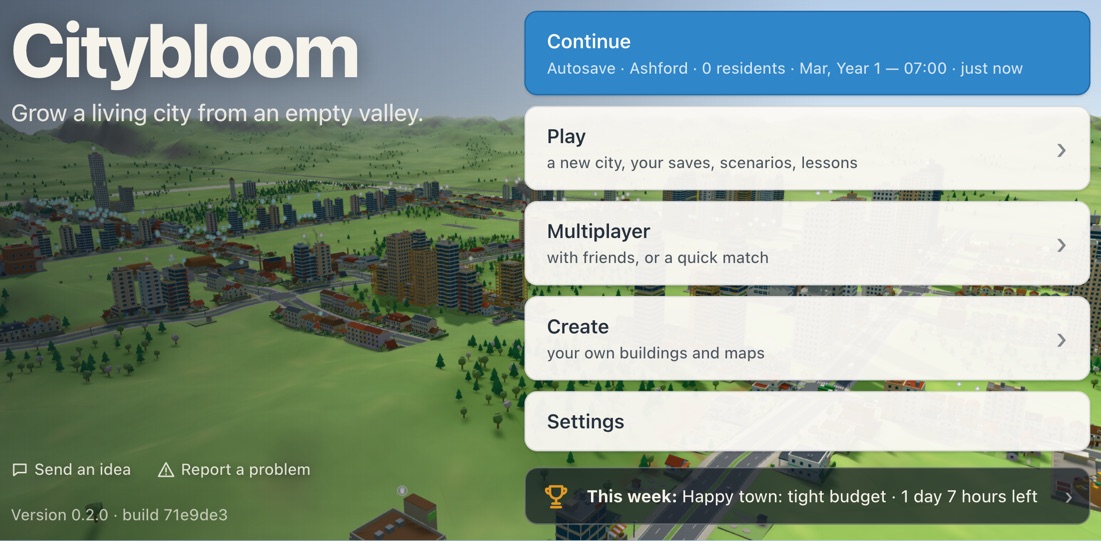 Citybloom
Grow a living city from an empty valley.
Continue
Autosave · Ashford · 0 residents · Mar, Year 1 — 07:00 · just now
Play
a new city, your saves, scenarios, lessons
Multiplayer
with friends, or a quick match
Create
your own buildings and maps
Settings
This week: Happy town: tight budget · 1 day 7 hours left
Send an idea
Report a problem
Version 0.2.0 · build 71e9de3